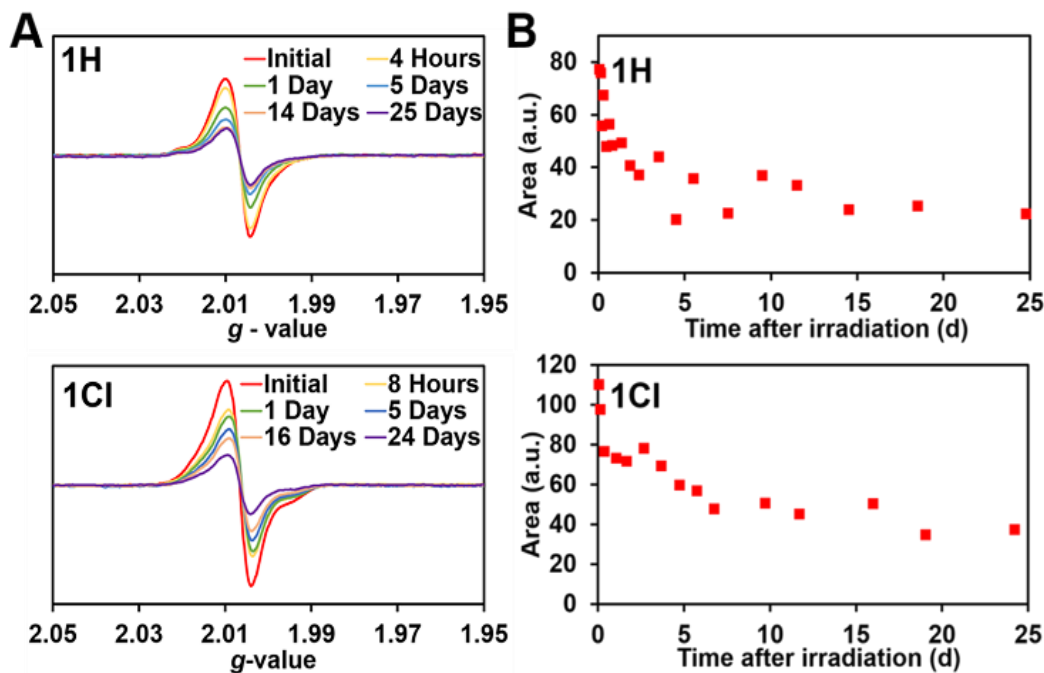 A
1H
Initial
4 Hours
1 Day
5 Days
14 Days
25 Days
2.05 2.03 2.01 1.99 1.97 1.95
g - value
B
1H
Area (a.u.)
80
60
40
20
0
0 5 10 15 20 25
Time after irradiation (d)
1Cl
Initial
8 Hours
1 Day
5 Days
16 Days
24 Days
2.05 2.03 2.01 1.99 1.97 1.95
g-value
1Cl
Area (a.u.)
120
100
80
60
40
20
0
0 5 10 15 20 25
Time after irradiation (d)